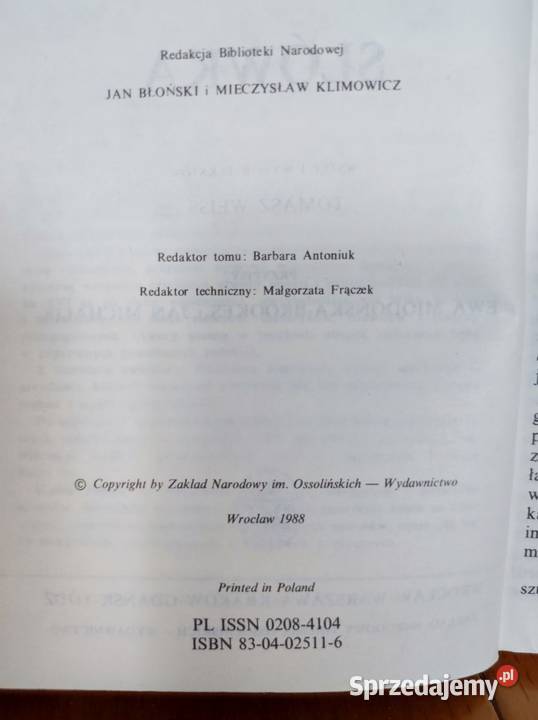 Redakcja Biblioteki Narodowej
JAN BŁOŃSKI i MIECZYSŁAW KLIMOWICZ
Redaktor tomu: Barbara Antoniuk
Redaktor techniczny: Małgorzata Frączek
© Copyright by Zakład Narodowy im. Ossolińskich — Wydawnictwo
Wrocław 1988
Printed in Poland
PL ISSN 0208-4104
ISBN 83-04-02511-6
Sprzedajemy.pl